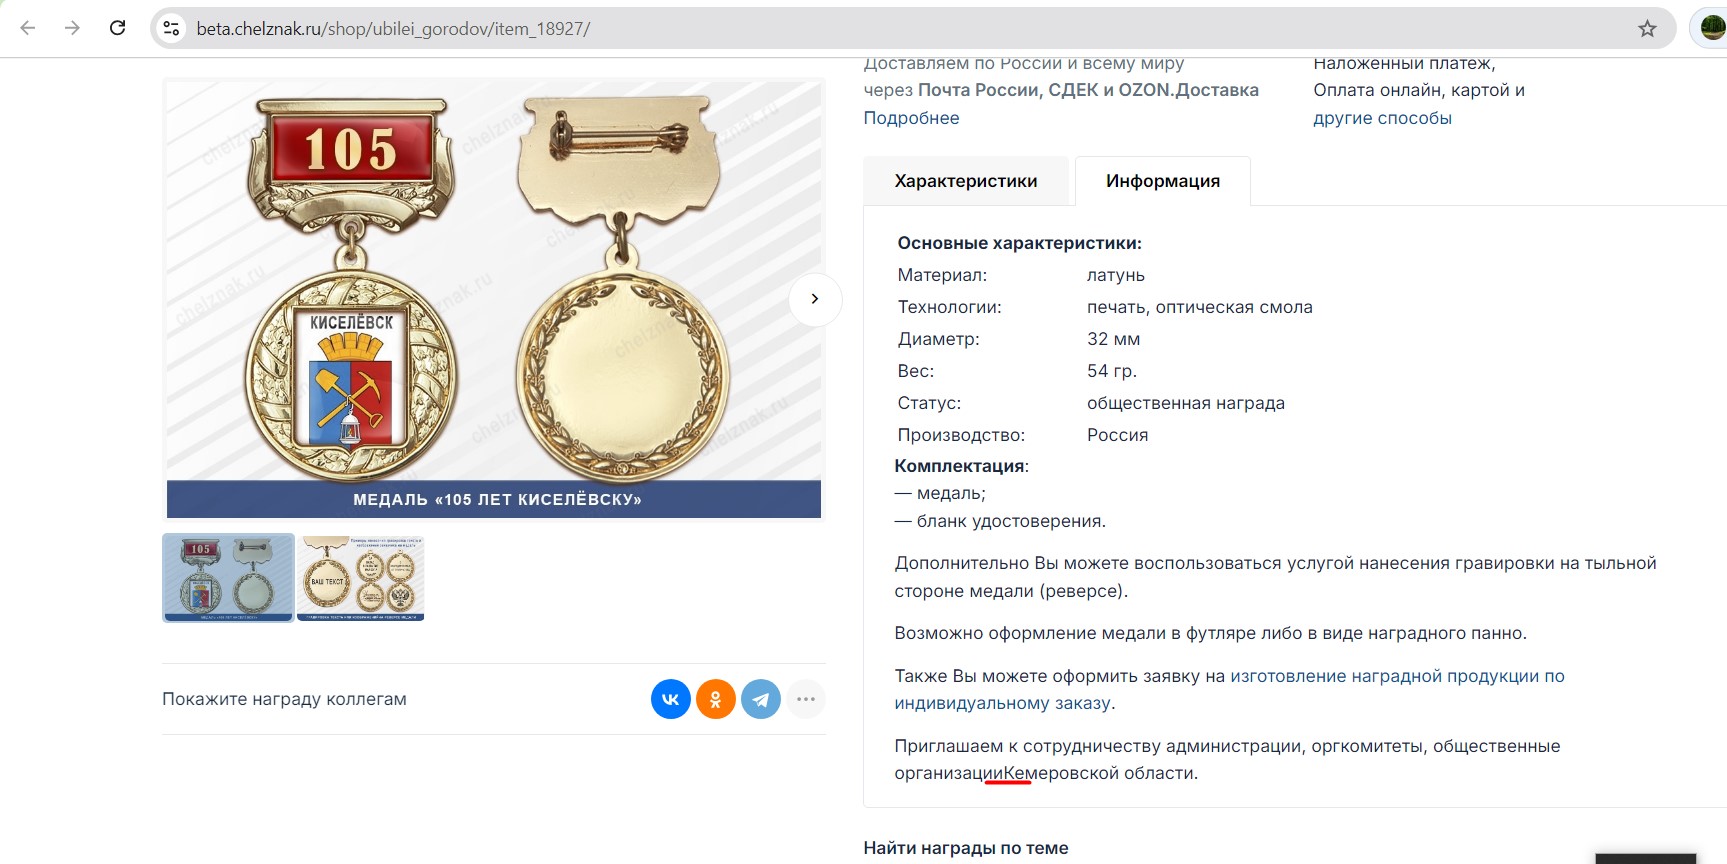 beta.chelznak.ru/shop/ubilei_gorodov/item_18927/
Доставляем по России и всему миру
через Почта России, СДЕК и OZON.Доставка
Подробнее
Наложенный платеж,
Оплата онлайн, картой и
другие способы
105
КИСЕЛЁВСК
МЕДАЛЬ «105 ЛЕТ КИСЕЛЁВСКУ»
chelznak.ru
105
ВАШ ТЕКСТ
Покажите награду коллегам
Характеристики
Информация
Основные характеристики:
Материал: латунь
Технологии: печать, оптическая смола
Диаметр: 32 мм
Вес: 54 гр.
Статус: общественная награда
Производство: Россия
Комплектация:
— медаль;
— бланк удостоверения.
Дополнительно Вы можете воспользоваться услугой нанесения гравировки на тыльной
стороне медали (реверсе).
Возможно оформление медали в футляре либо в виде наградного панно.
Также Вы можете оформить заявку на изготовление наградной продукции по
индивидуальному заказу.
Приглашаем к сотрудничеству администрации, оргкомитеты, общественные
организацииКемеровской области.
Найти награды по теме